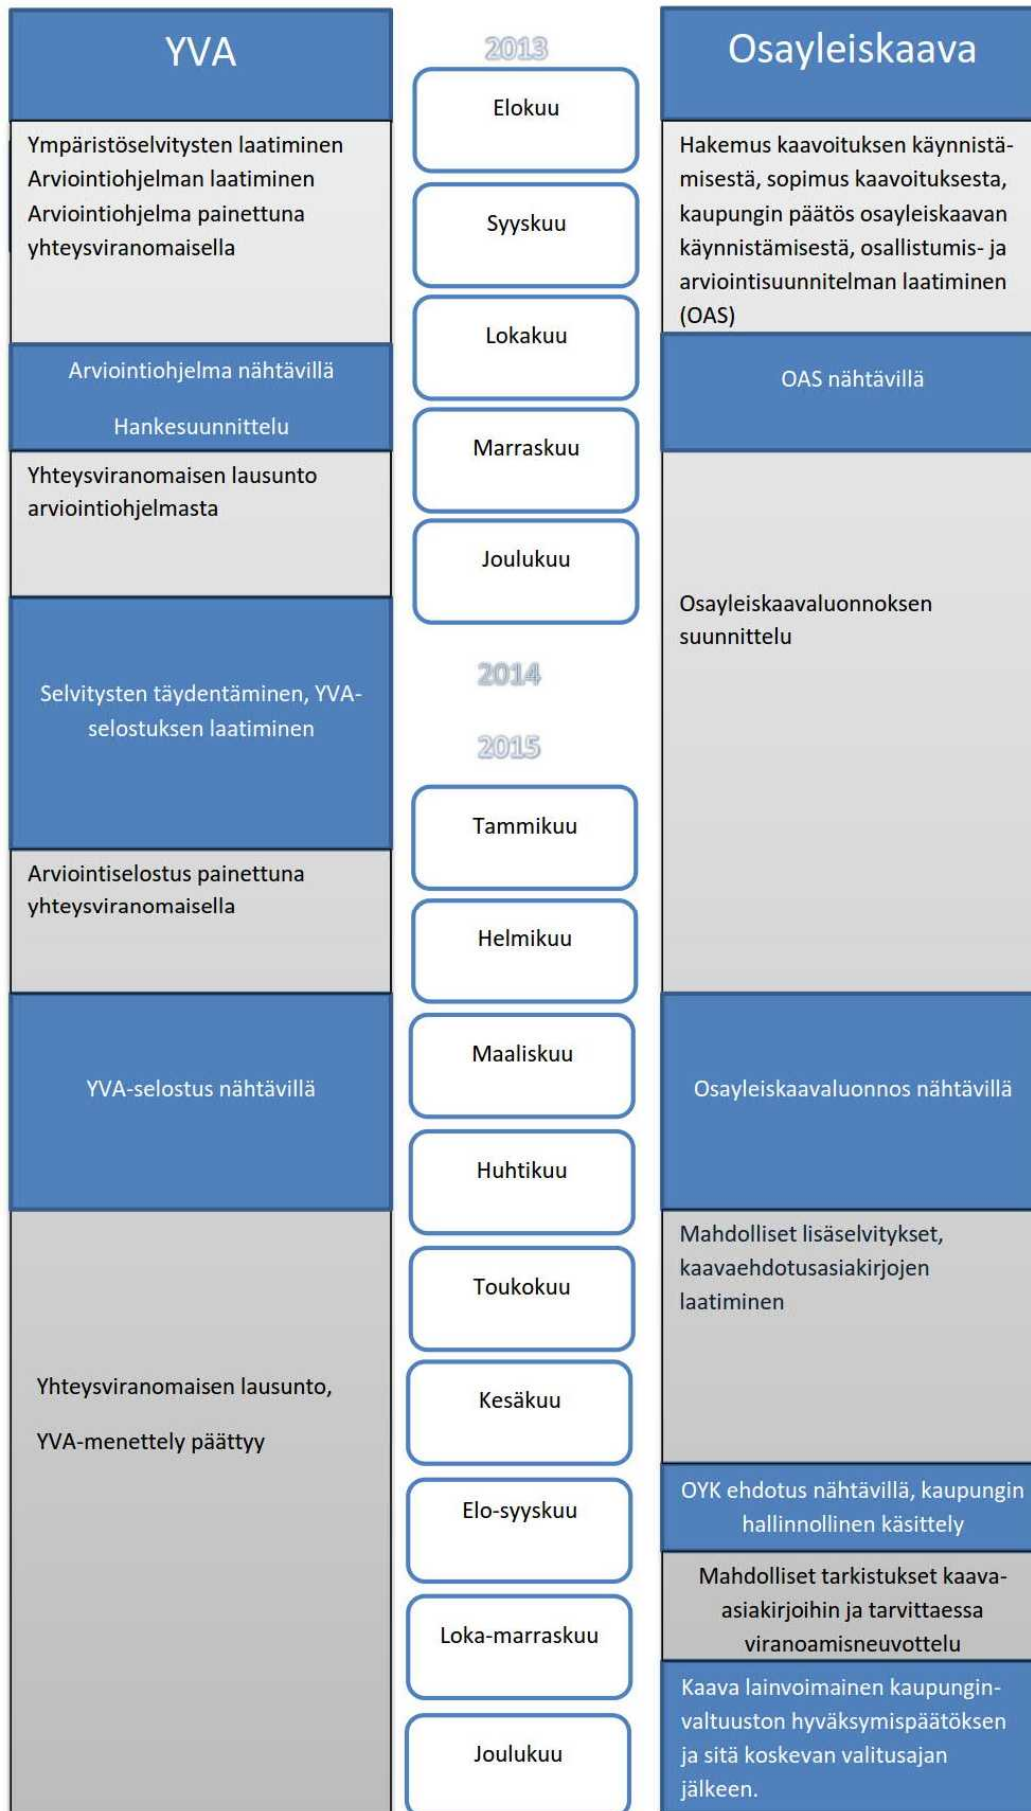 YVA
Ympäristöselvitysten laatiminen
Arviointiohjelman laatiminen
Arviointiohjelma painettuna
yhteysviranomaisella
Arviointiohjelma nähtävillä
Hankesuunnittelu
Yhteysviranomaisen lausunto
arviointiohjelmasta
Selvitysten täydentäminen, YVA-
selostuksen laatiminen
Arviointiselostus painettuna
yhteysviranomaisella
YVA-selostus nähtävillä
Yhteysviranomaisen lausunto,
YVA-menettely päättyy
2013
Elokuu
Syyskuu
Lokakuu
Marraskuu
Joulukuu
2014
2015
Tammikuu
Helmikuu
Maaliskuu
Huhtikuu
Toukokuu
Kesäkuu
Elo-syyskuu
Loka-marraskuu
Joulukuu
Osayleiskaava
Hakemus kaavoituksen käynnistä-
misestä, sopimus kaavoituksesta,
kaupungin päätös osayleiskaavan
käynnistämisestä, osallistumis- ja
arviointisuunnitelman laatiminen
(OAS)
OAS nähtävillä
Osayleiskaavaluonnoksen
suunnittelu
Osayleiskaavaluonnos nähtävillä
Mahdolliset lisäselvitykset,
kaavaehdotusasiakirjojen
laatiminen
OYK ehdotus nähtävillä, kaupungin
hallinnollinen käsittely
Mahdolliset tarkistukset kaava-
asiakirjoihin ja tarvittaessa
viranoamisneuvottelu
Kaava lainvoimainen kaupungin-
valtuuston hyväksymispäätöksen
ja sitä koskevan valitusajan
jälkeen.